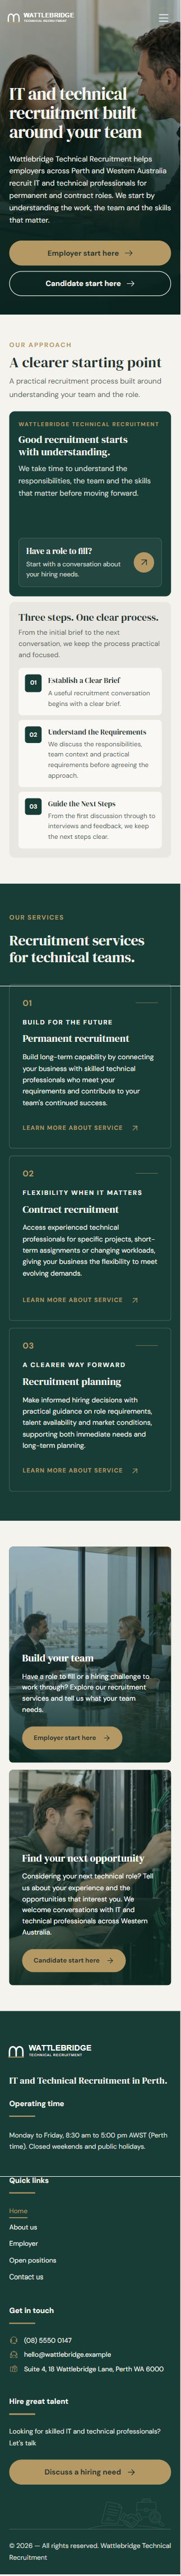 WATTLEBRIDGE
TECHNICAL RECRUITMENT
IT and technical
recruitment built
around your team
Wattlebridge Technical Recruitment helps
employers across Perth and Western Australia
recruit IT and technical professionals for
permanent and contract roles. We start by
understanding the work, the team and the skills
that matter.
Employer start here
Candidate start here
OUR APPROACH
A clearer starting point
A practical recruitment process built around
understanding your team and the role.
WATTLEBRIDGE TECHNICAL RECRUITMENT
Good recruitment starts
with understanding.
We take time to understand the
responsibilities, the team and the skills
that matter before moving forward.
Have a role to fill?
Start with a conversation about
your hiring needs.
Three steps. One clear process.
From the initial brief to the next
conversation, we keep the process practical
and focused.
01
Establish a Clear Brief
A useful recruitment conversation
begins with a clear brief.
02
Understand the Requirements
We discuss the responsibilities,
team context and practical
requirements before agreeing the
approach.
03
Guide the Next Steps
From the first discussion through to
interviews and feedback, we keep
the next steps clear.
OUR SERVICES
Recruitment services
for technical teams.
01
BUILD FOR THE FUTURE
Permanent recruitment
Build long-term capability by connecting
your business with skilled technical
professionals who meet your
requirements and contribute to your
team's continued success.
LEARN MORE ABOUT SERVICE
02
FLEXIBILITY WHEN IT MATTERS
Contract recruitment
Access experienced technical
professionals for specific projects, short-
term assignments or changing workloads,
giving your business the flexibility to meet
evolving demands.
LEARN MORE ABOUT SERVICE
03
A CLEARER WAY FORWARD
Recruitment planning
Make informed hiring decisions with
practical guidance on role requirements,
talent availability and market conditions,
supporting both immediate needs and
long-term planning.
LEARN MORE ABOUT SERVICE
Build your team
Have a role to fill or a hiring challenge to
work through? Explore our recruitment
services and tell us what your team
needs.
Employer start here
Find your next opportunity
Considering your next technical role? Tell
us about your experience and the
opportunities that interest you. We
welcome conversations with IT and
technical professionals across Western
Australia.
Candidate start here
WATTLEBRIDGE
TECHNICAL RECRUITMENT
IT and Technical Recruitment in Perth.
Operating time
Monday to Friday, 8:30 am to 5:00 pm AWST (Perth
time). Closed weekends and public holidays.
Quick links
Home
About us
Employer
Open positions
Contact us
Get in touch
(08) 5550 0147
hello@wattlebridge.example
Suite 4, 18 Wattlebridge Lane, Perth WA 6000
Hire great talent
Looking for skilled IT and technical professionals?
Let's talk
Discuss a hiring need
© 2026 — All rights reserved. Wattlebridge Technical
Recruitment